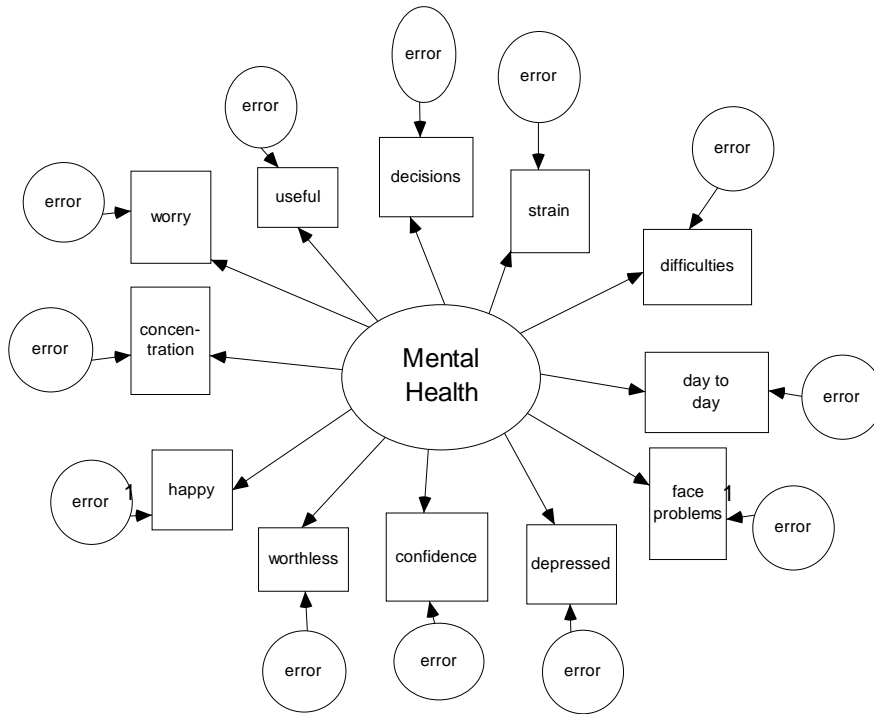 error
error
error
error
error
error
decisions
useful
strain
worry
difficulties
error
concen-
tration
Mental
Health
day to
day
error
error
1
happy
face
problems
1
error
worthless
confidence
depressed
error
error
error